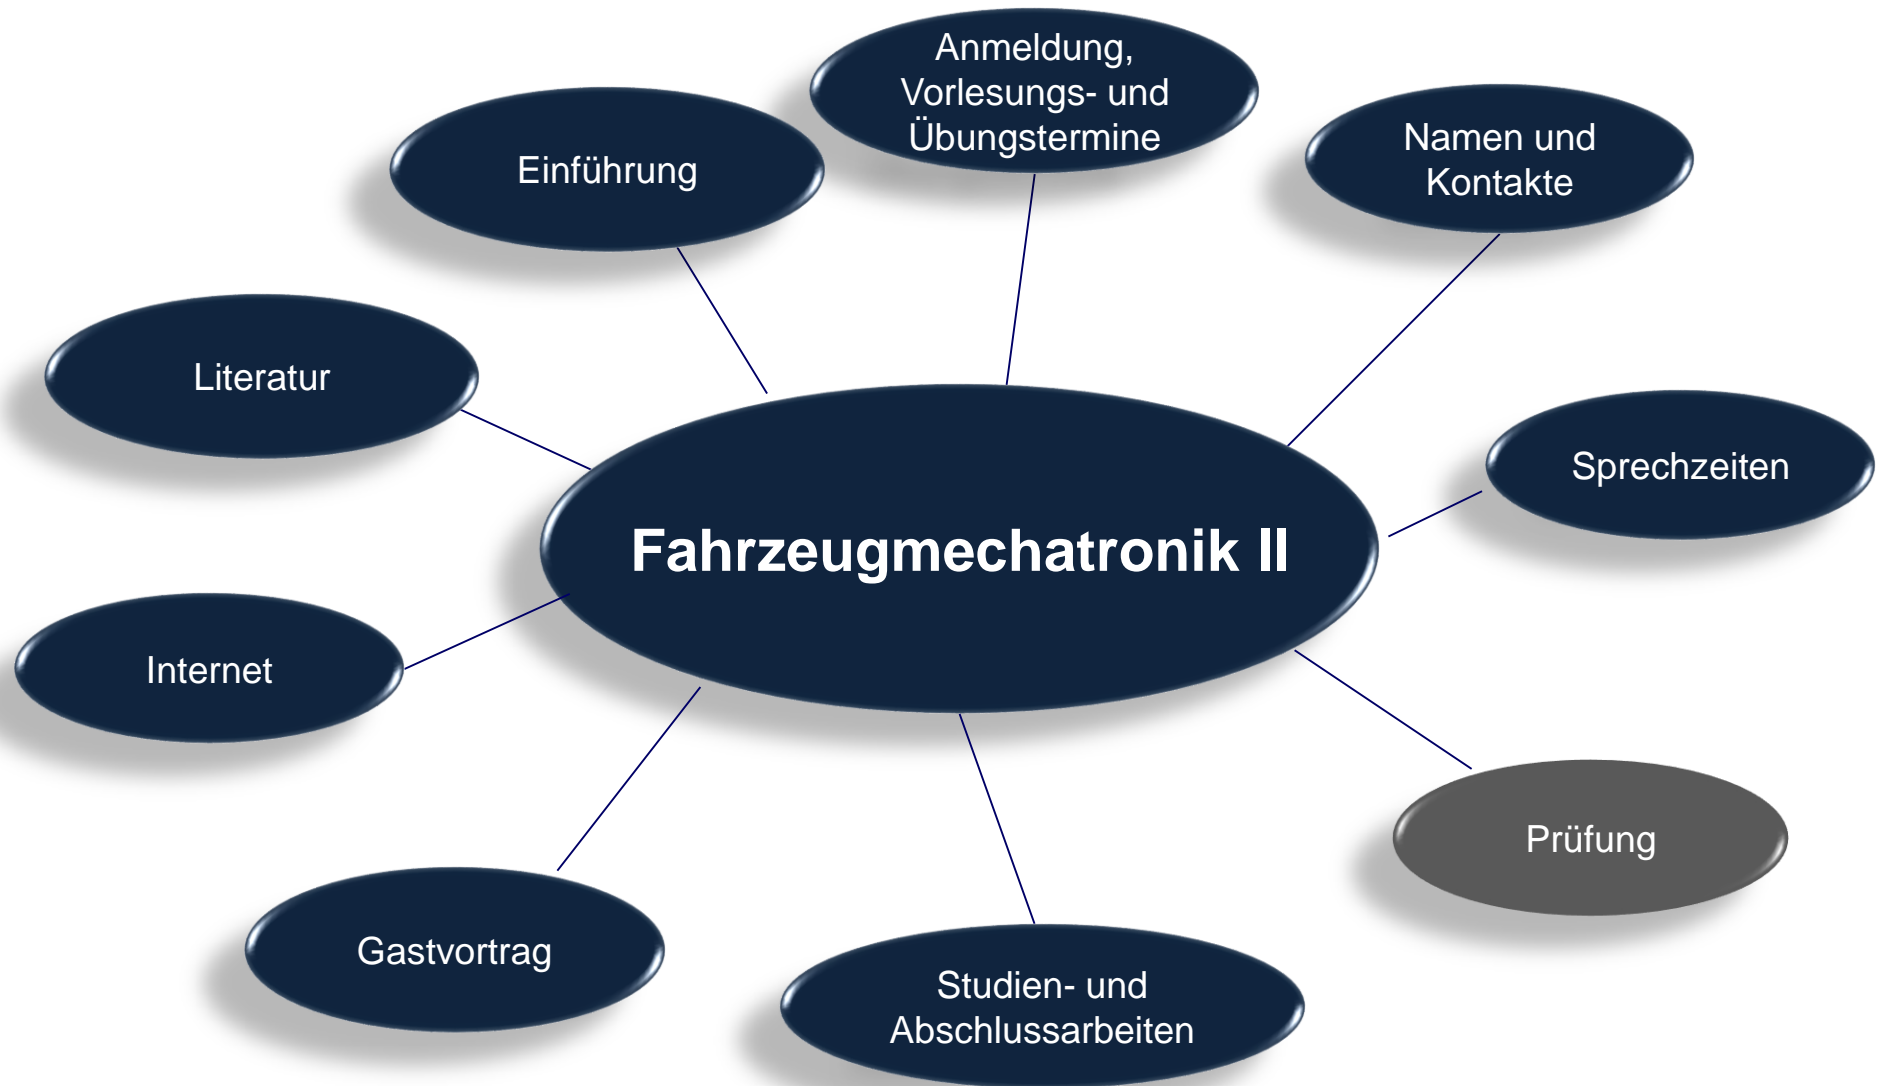 Anmeldung,
Vorlesungs- und
Übungstermine
Einführung
Namen und
Kontakte
Literatur
Sprechzeiten
Fahrzeugmechatronik II
Internet
Prüfung
Gastvortrag
Studien- und
Abschlussarbeiten